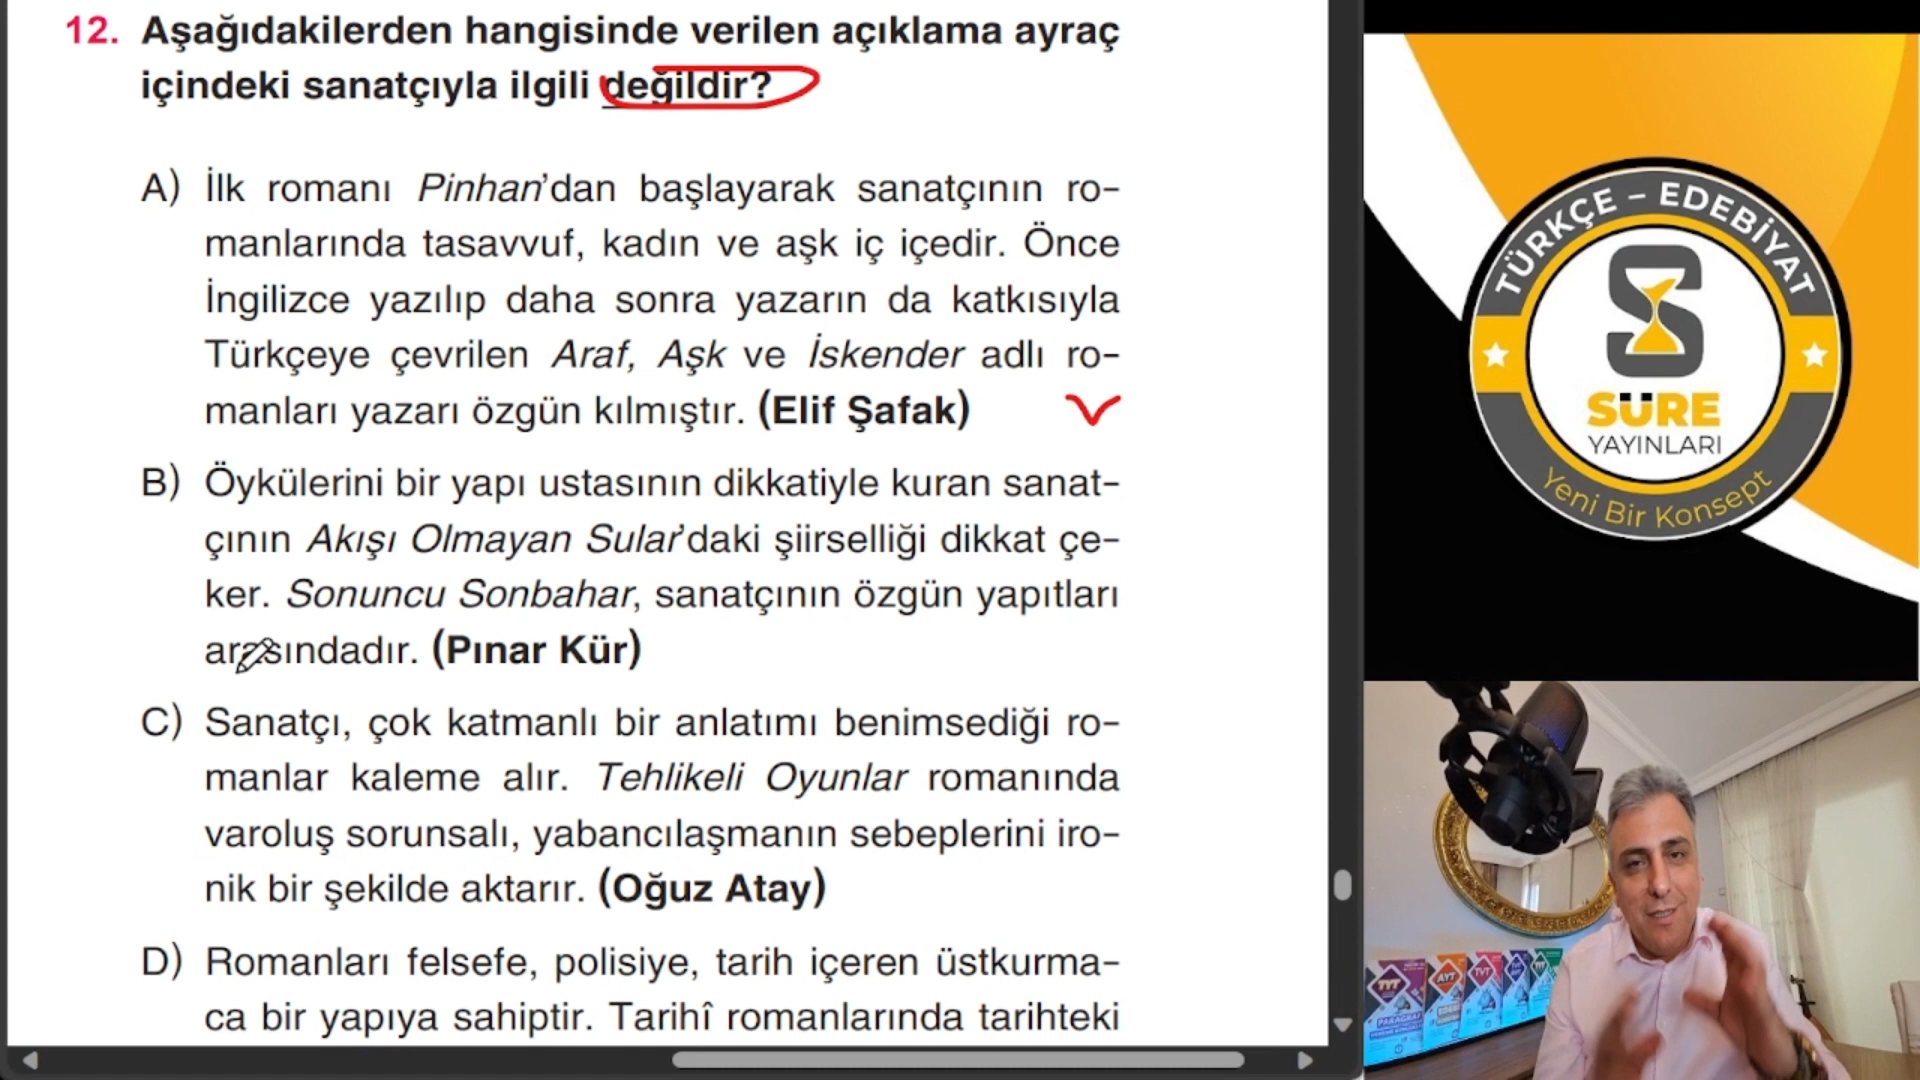 12. Aşağıdakilerden hangisinde verilen açıklama ayraç
içindeki sanatçıyla ilgili değildir?
A) İlk romanı Pinhan’dan başlayarak sanatçının ro-
manlarında tasavvuf, kadın ve aşk iç içedir. Önce
İngilizce yazılıp daha sonra yazarın da katkısıyla
Türkçeye çevrilen Araf, Aşk ve İskender adlı ro-
manları yazarı özgün kılmıştır. (Elif Şafak)
B) Öykülerini bir yapı ustasının dikkatiyle kuran sanat-
çının Akışı Olmayan Sular’daki şiirselliği dikkat çe-
ker. Sonuncu Sonbahar, sanatçının özgün yapıtları
arasındadır. (Pınar Kür)
C) Sanatçı, çok katmanlı bir anlatımı benimsediği ro-
manlar kaleme alır. Tehlikeli Oyunlar romanında
varoluş sorunsalı, yabancılaşmanın sebeplerini iro-
nik bir şekilde aktarır. (Oğuz Atay)
D) Romanları felsefe, polisiye, tarih içeren üstkurma-
ca bir yapıya sahiptir. Tarihî romanlarında tarihteki
TÜRKÇE – EDEBİYAT
SÜRE
YAYINLARI
Yeni Bir Konsept
TYT
AYT
TYT
PARAGRAF